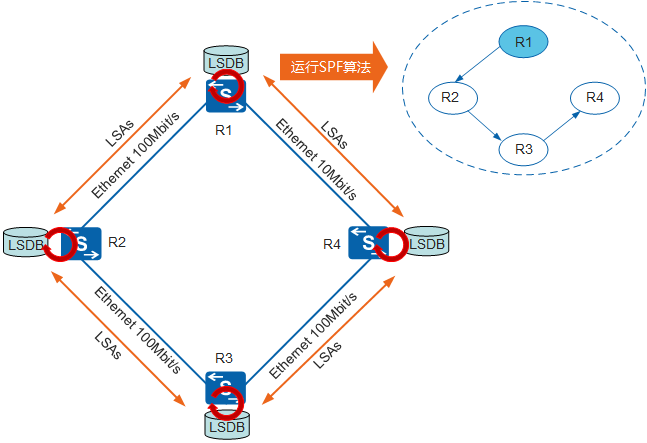 LSDB
S
R1
运行SPF算法
R1
R2
R4
R3
LSAs
Ethernet 100Mbit/s
LSAs
Ethernet 10Mbit/s
LSDB
S
R2
R4
S
LSDB
Ethernet 100Mbit/s
LSAs
Ethernet 100Mbit/s
LSAs
R3
S
LSDB